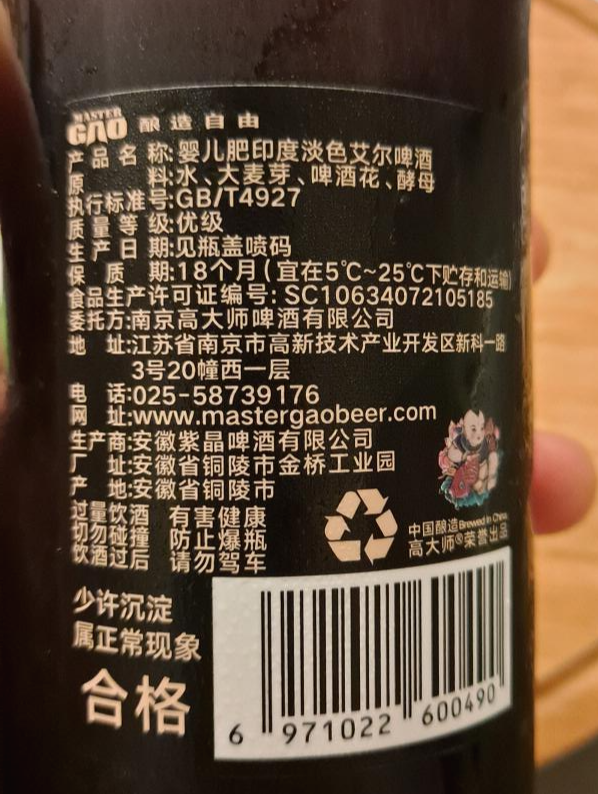 MASTER GAO 酿造自由
产品名称:婴儿肥印度淡色艾尔啤酒
原料:水、大麦芽、啤酒花、酵母
执行标准号:GB/T4927
质量等级:优级
生产日期:见瓶盖喷码
保质期:18个月(宜在5℃~25℃下贮存和运输)
食品生产许可证编号:SC10634072105185
委托方:南京高大师啤酒有限公司
地址:江苏省南京市高新技术产业开发区新科一路
3号20幢西一层
电话:025-58739176
网址:www.mastergaobeer.com
生产商:安徽紫晶啤酒有限公司
厂址:安徽省铜陵市金桥工业园
产地:安徽省铜陵市
过量饮酒 有害健康
切勿碰撞 防止爆瓶
饮酒过后 请勿驾车
中国酿造Brewed in China
高大师®荣誉出品
少许沉淀
属正常现象
合格
6 971022 600490